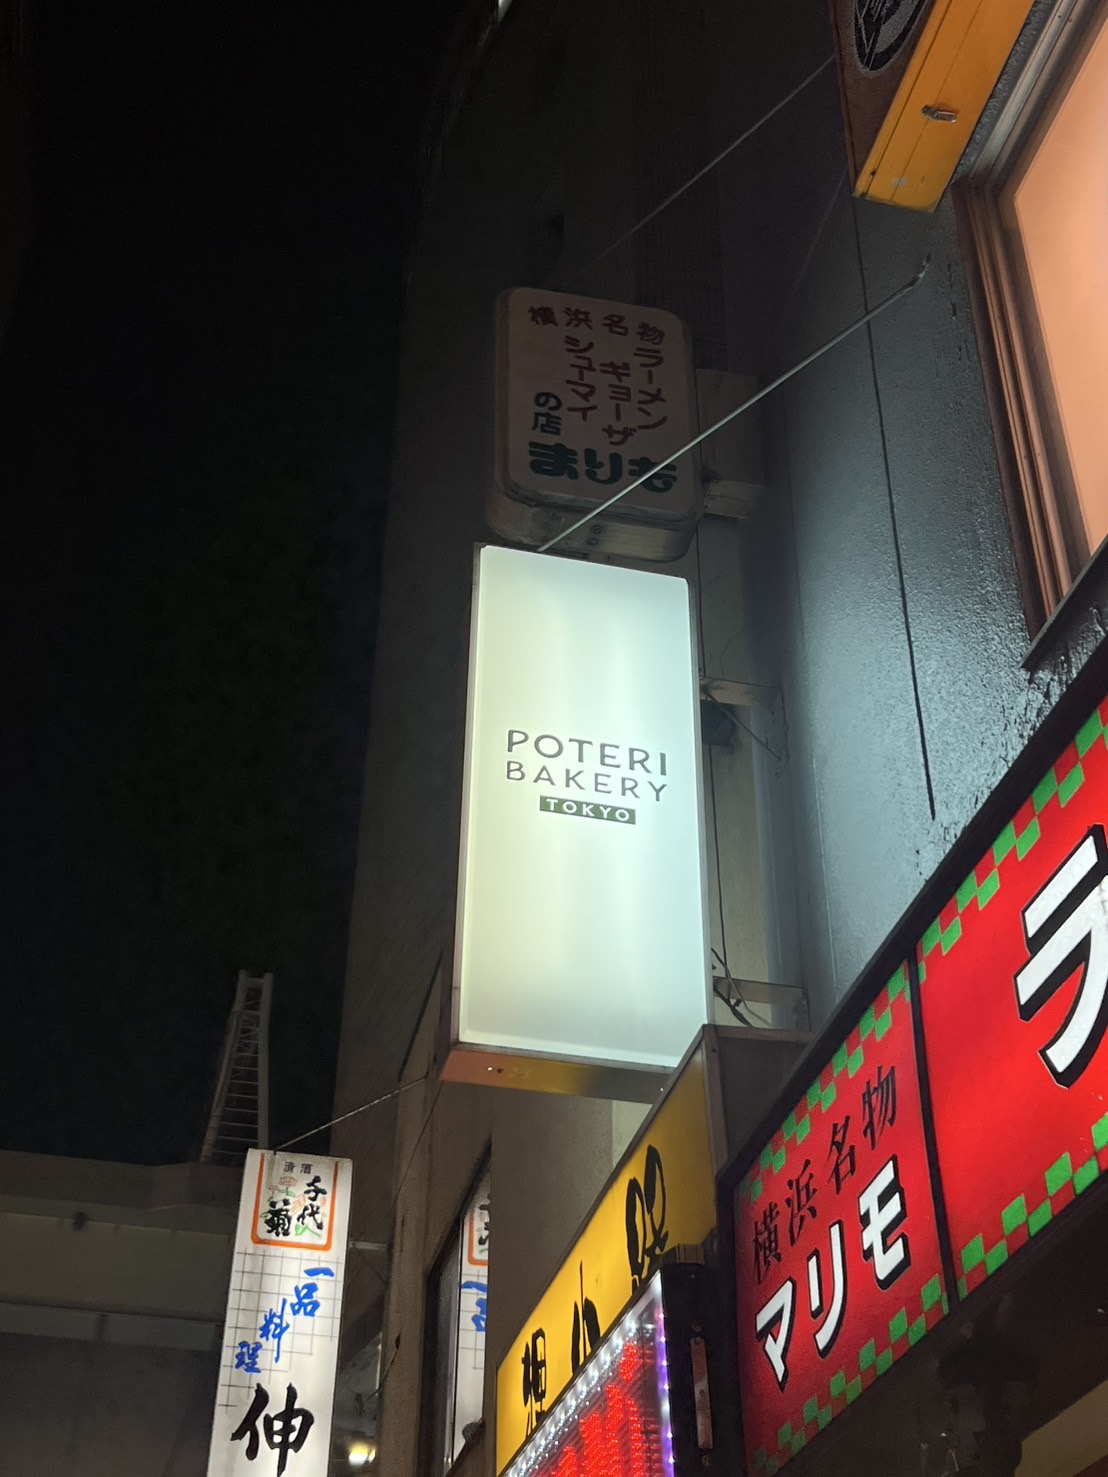 横浜名物
ラーメン
ギョーザ
シューマイ
の店
まりも
POTERI
BAKERY
TOKYO
清酒
千代
菊
一品
料理
伸
横浜名物
マリモ
ラ